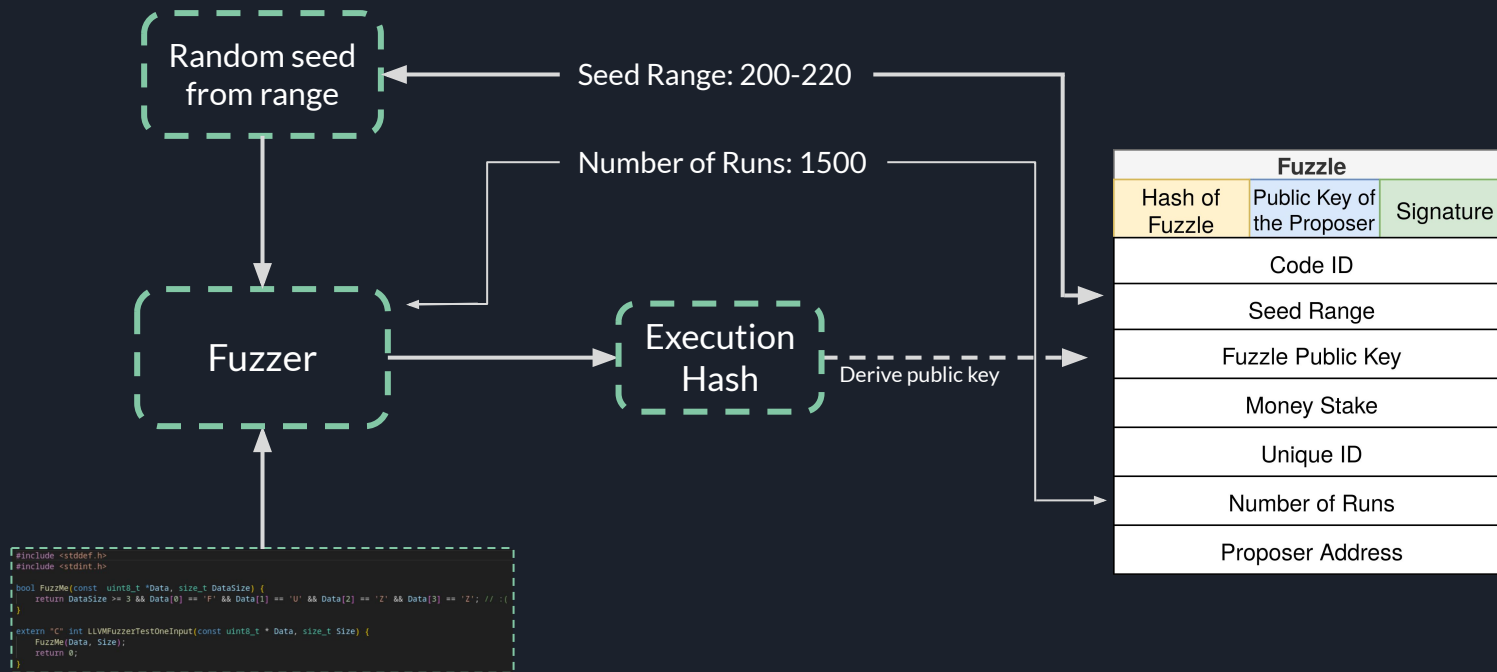 Random seed
from range
Seed Range: 200-220
Number of Runs: 1500
Fuzzle
Hash of
Fuzzle
Public Key of
the Proposer
Signature
Code ID
Seed Range
Fuzzle Public Key
Money Stake
Unique ID
Number of Runs
Proposer Address
Fuzzer
Execution
Hash
Derive public key
#include <stddef.h>
#include <stdint.h>
bool FuzzMe(const uint8_t *Data, size_t DataSize) {
return DataSize >= 3 && Data[0] == 'F' && Data[1] == 'U' && Data[2] == 'Z' && Data[3] == 'Z'; // :(
}
extern "C" int LLVMFuzzerTestOneInput(const uint8_t * Data, size_t Size) {
FuzzMe(Data, Size);
return 0;
}